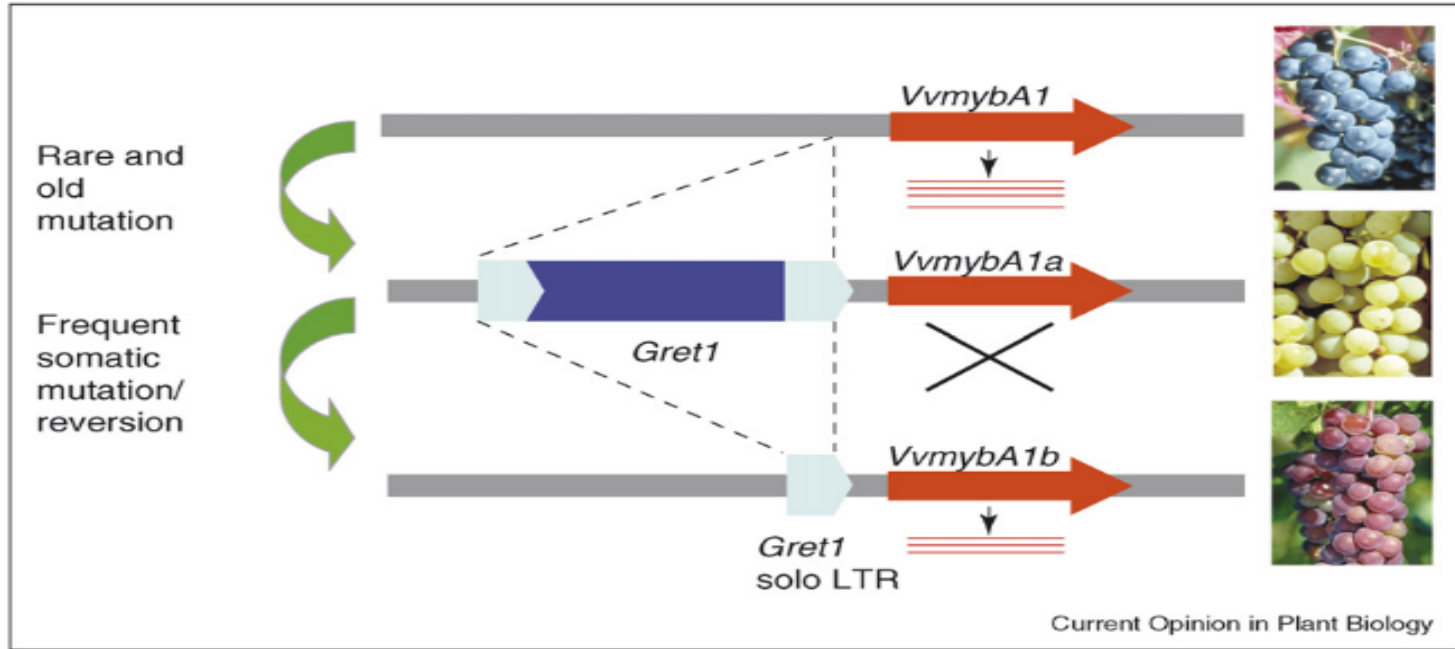 VvmybA1
Rare and
old
mutation
VvmybA1a
Gret1
Frequent
somatic
mutation/
reversion
VvmybA1b
Gret1
solo LTR
Current Opinion in Plant Biology